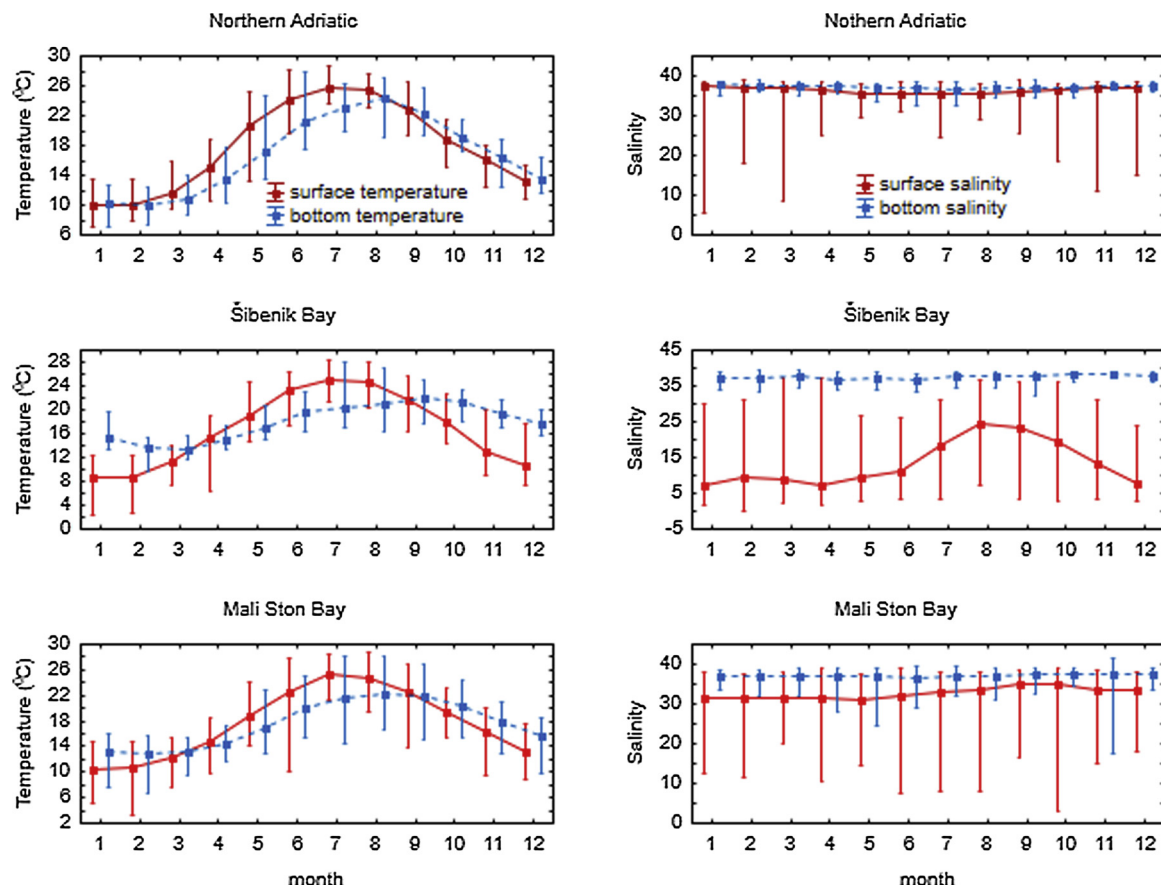 Northern Adriatic
Temperature (°C)
30
26
22
18
14
10
6
surface temperature
bottom temperature
1 2 3 4 5 6 7 8 9 10 11 12
Nothern Adriatic
Salinity
40
30
20
10
0
surface salinity
bottom salinity
1 2 3 4 5 6 7 8 9 10 11 12
Šibenik Bay
Temperature (°C)
28
24
20
16
12
8
4
0
1 2 3 4 5 6 7 8 9 10 11 12
Šibenik Bay
Salinity
45
35
25
15
5
-5
1 2 3 4 5 6 7 8 9 10 11 12
Mali Ston Bay
Temperature (°C)
30
26
22
18
14
10
6
2
1 2 3 4 5 6 7 8 9 10 11 12
month
Mali Ston Bay
Salinity
40
30
20
10
0
1 2 3 4 5 6 7 8 9 10 11 12
month